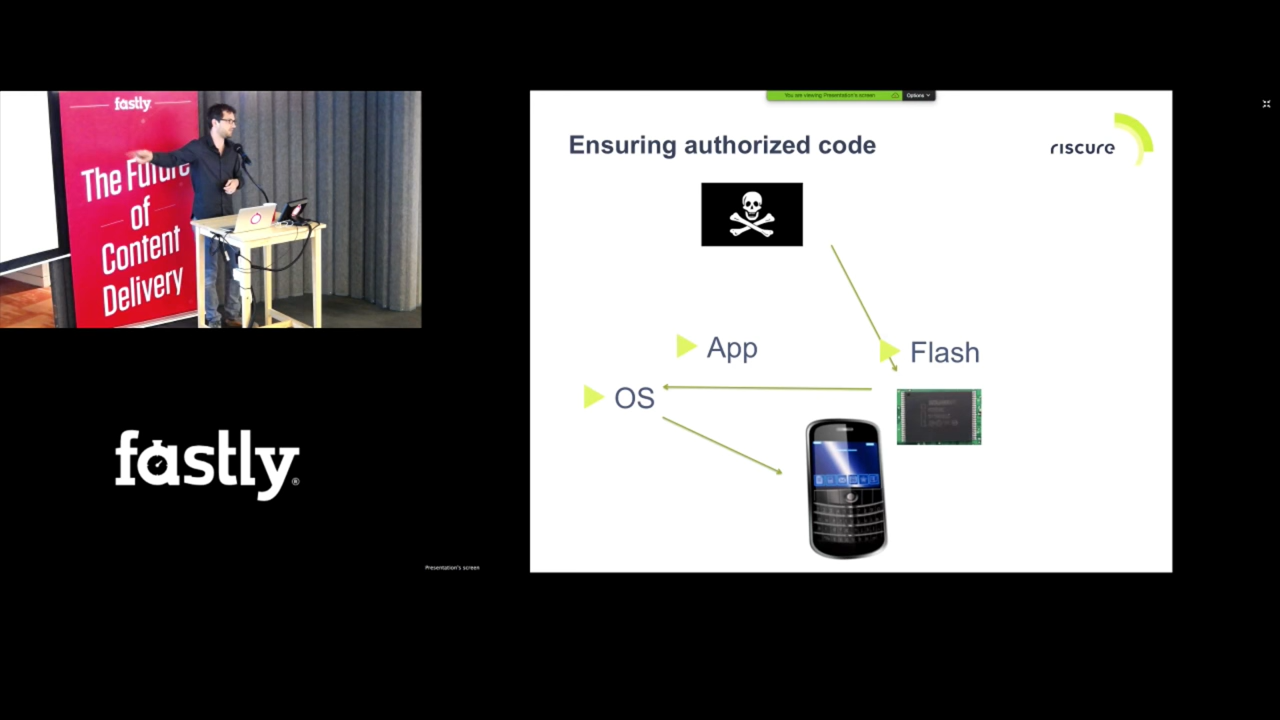 fastly
The Future
of
Content
Delivery
fastly®
Presentation's screen
You are viewing Presentation's screen
Options
Ensuring authorized code
riscure
App
Flash
OS